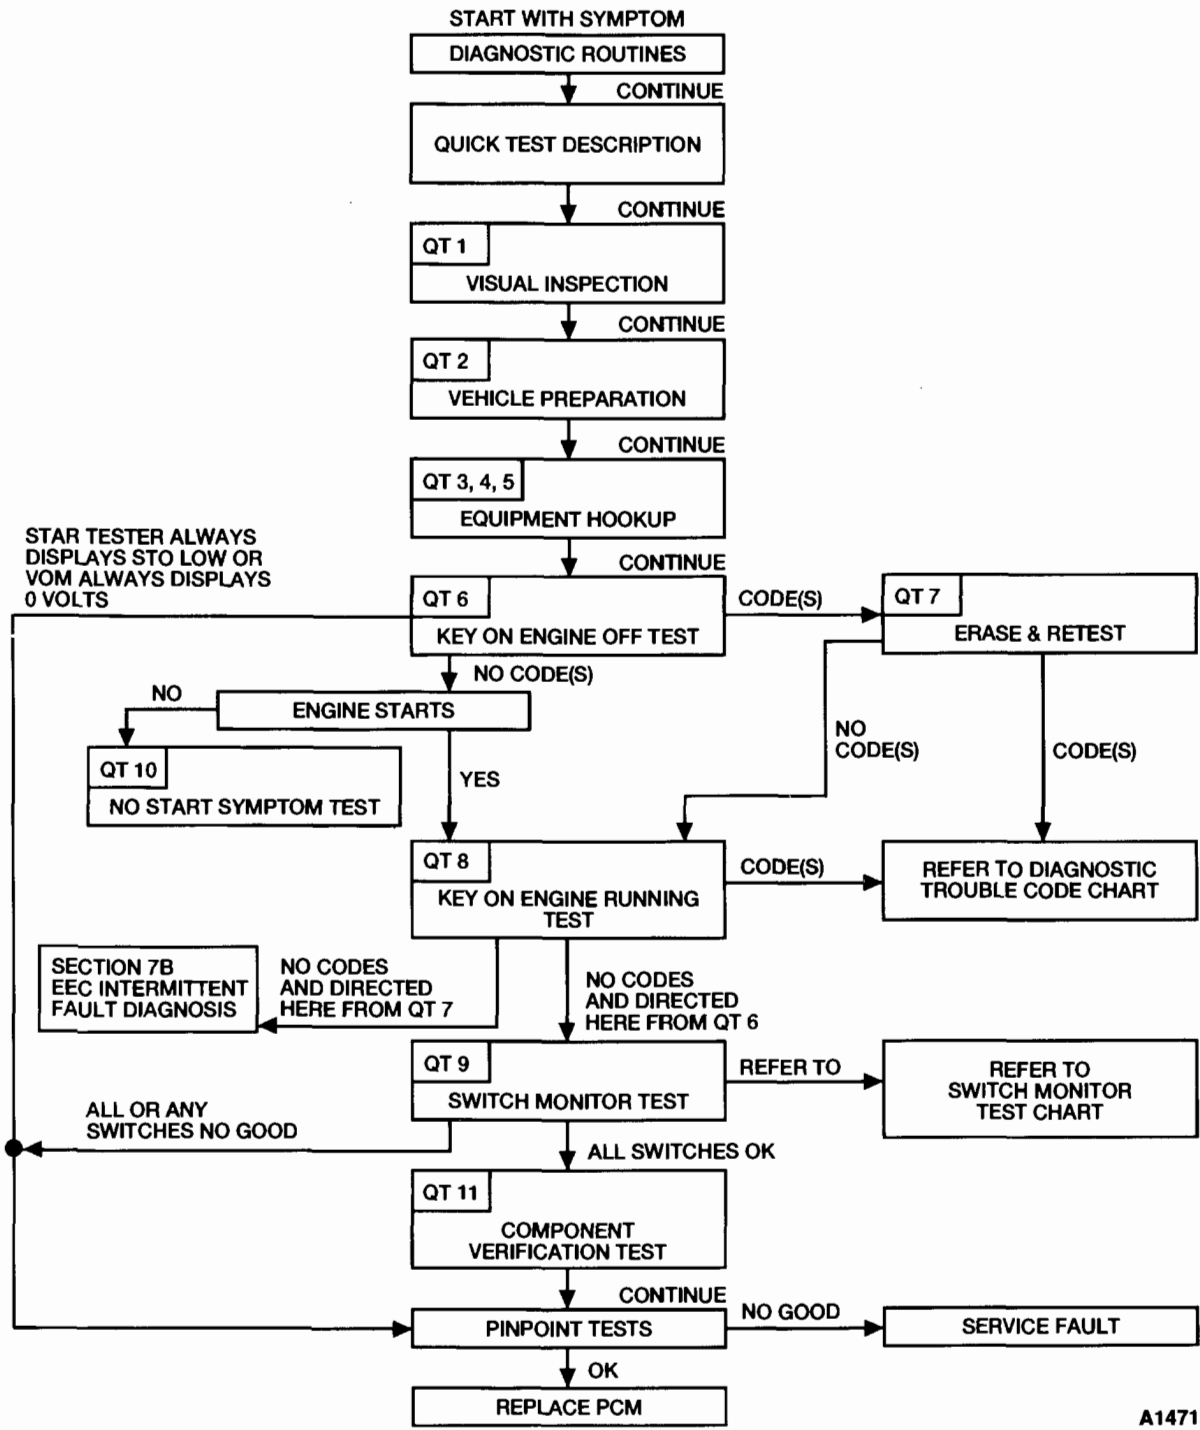 START WITH SYMPTOM
DIAGNOSTIC ROUTINES
CONTINUE
QUICK TEST DESCRIPTION
CONTINUE
QT 1
VISUAL INSPECTION
CONTINUE
QT 2
VEHICLE PREPARATION
CONTINUE
QT 3, 4, 5
EQUIPMENT HOOKUP
CONTINUE
STAR TESTER ALWAYS
DISPLAYS STO LOW OR
VOM ALWAYS DISPLAYS
0 VOLTS
QT 6
KEY ON ENGINE OFF TEST
CODE(S)
QT 7
ERASE & RETEST
NO CODE(S)
NO
ENGINE STARTS
QT 10
NO START SYMPTOM TEST
YES
NO
CODE(S)
CODE(S)
QT 8
KEY ON ENGINE RUNNING
TEST
CODE(S)
REFER TO DIAGNOSTIC
TROUBLE CODE CHART
SECTION 7B
EEC INTERMITTENT
FAULT DIAGNOSIS
NO CODES
AND DIRECTED
HERE FROM QT 7
NO CODES
AND DIRECTED
HERE FROM QT 6
QT 9
SWITCH MONITOR TEST
REFER TO
REFER TO
SWITCH MONITOR
TEST CHART
ALL OR ANY
SWITCHES NO GOOD
ALL SWITCHES OK
QT 11
COMPONENT
VERIFICATION TEST
CONTINUE
PINPOINT TESTS
NO GOOD
SERVICE FAULT
OK
REPLACE PCM
A1471